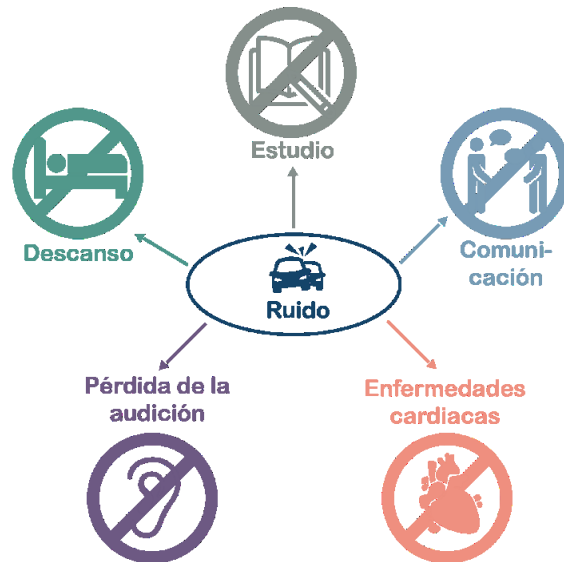 Estudio
Descanso
Comuni-
cación
Ruido
Pérdida de la
audición
Enfermedades
cardiacas